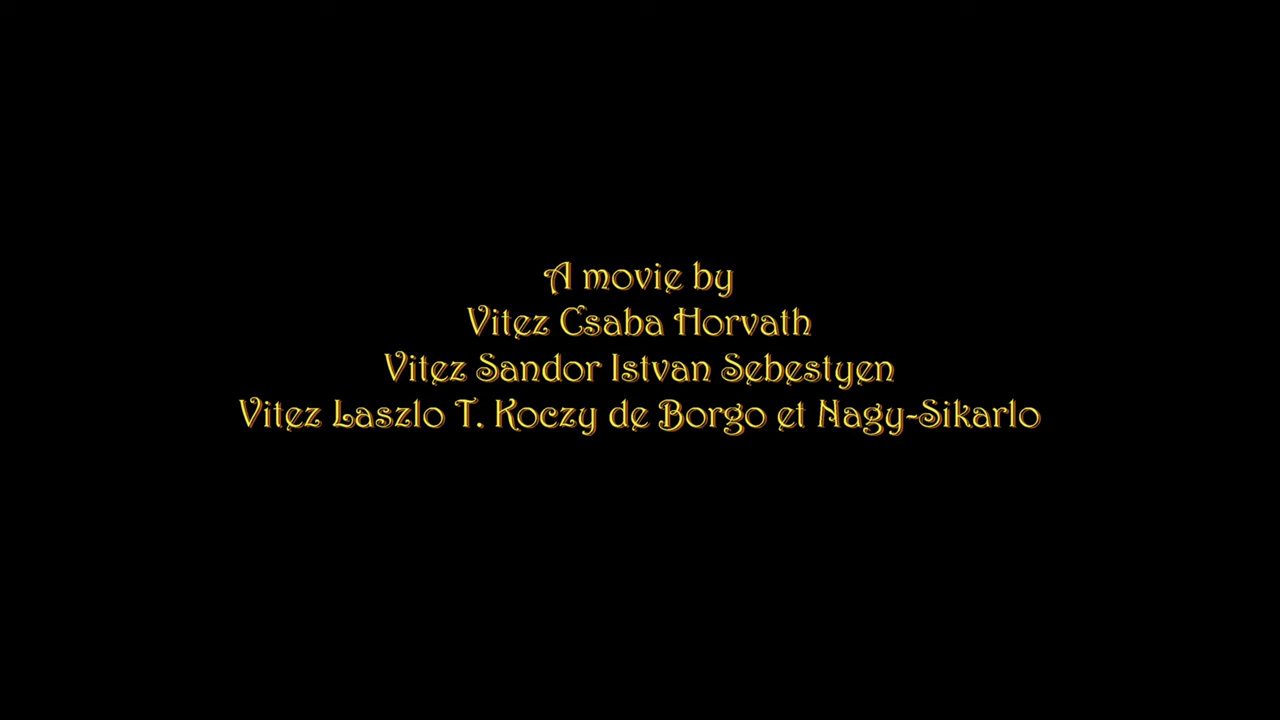 A movie by
Vitez Csaba Horvath
Vitez Sandor Istvan Sebestyen
Vitez Laszlo T. Koczy de Borgo et Nagy-Sikarlo